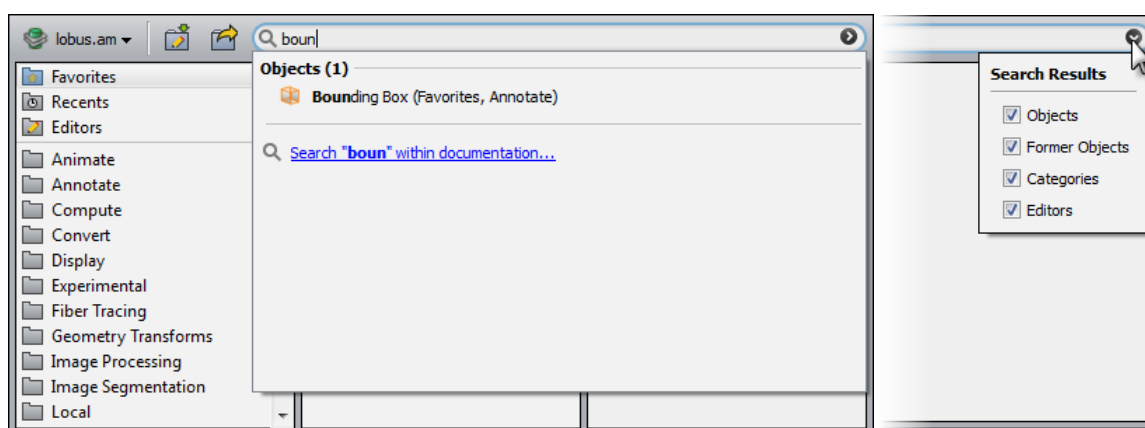 lobus.am
boun
Favorites
Recents
Editors
Animate
Annotate
Compute
Convert
Display
Experimental
Fiber Tracing
Geometry Transforms
Image Processing
Image Segmentation
Local
Objects (1)
Bounding Box (Favorites, Annotate)
Search "boun" within documentation...
Search Results
Objects
Former Objects
Categories
Editors